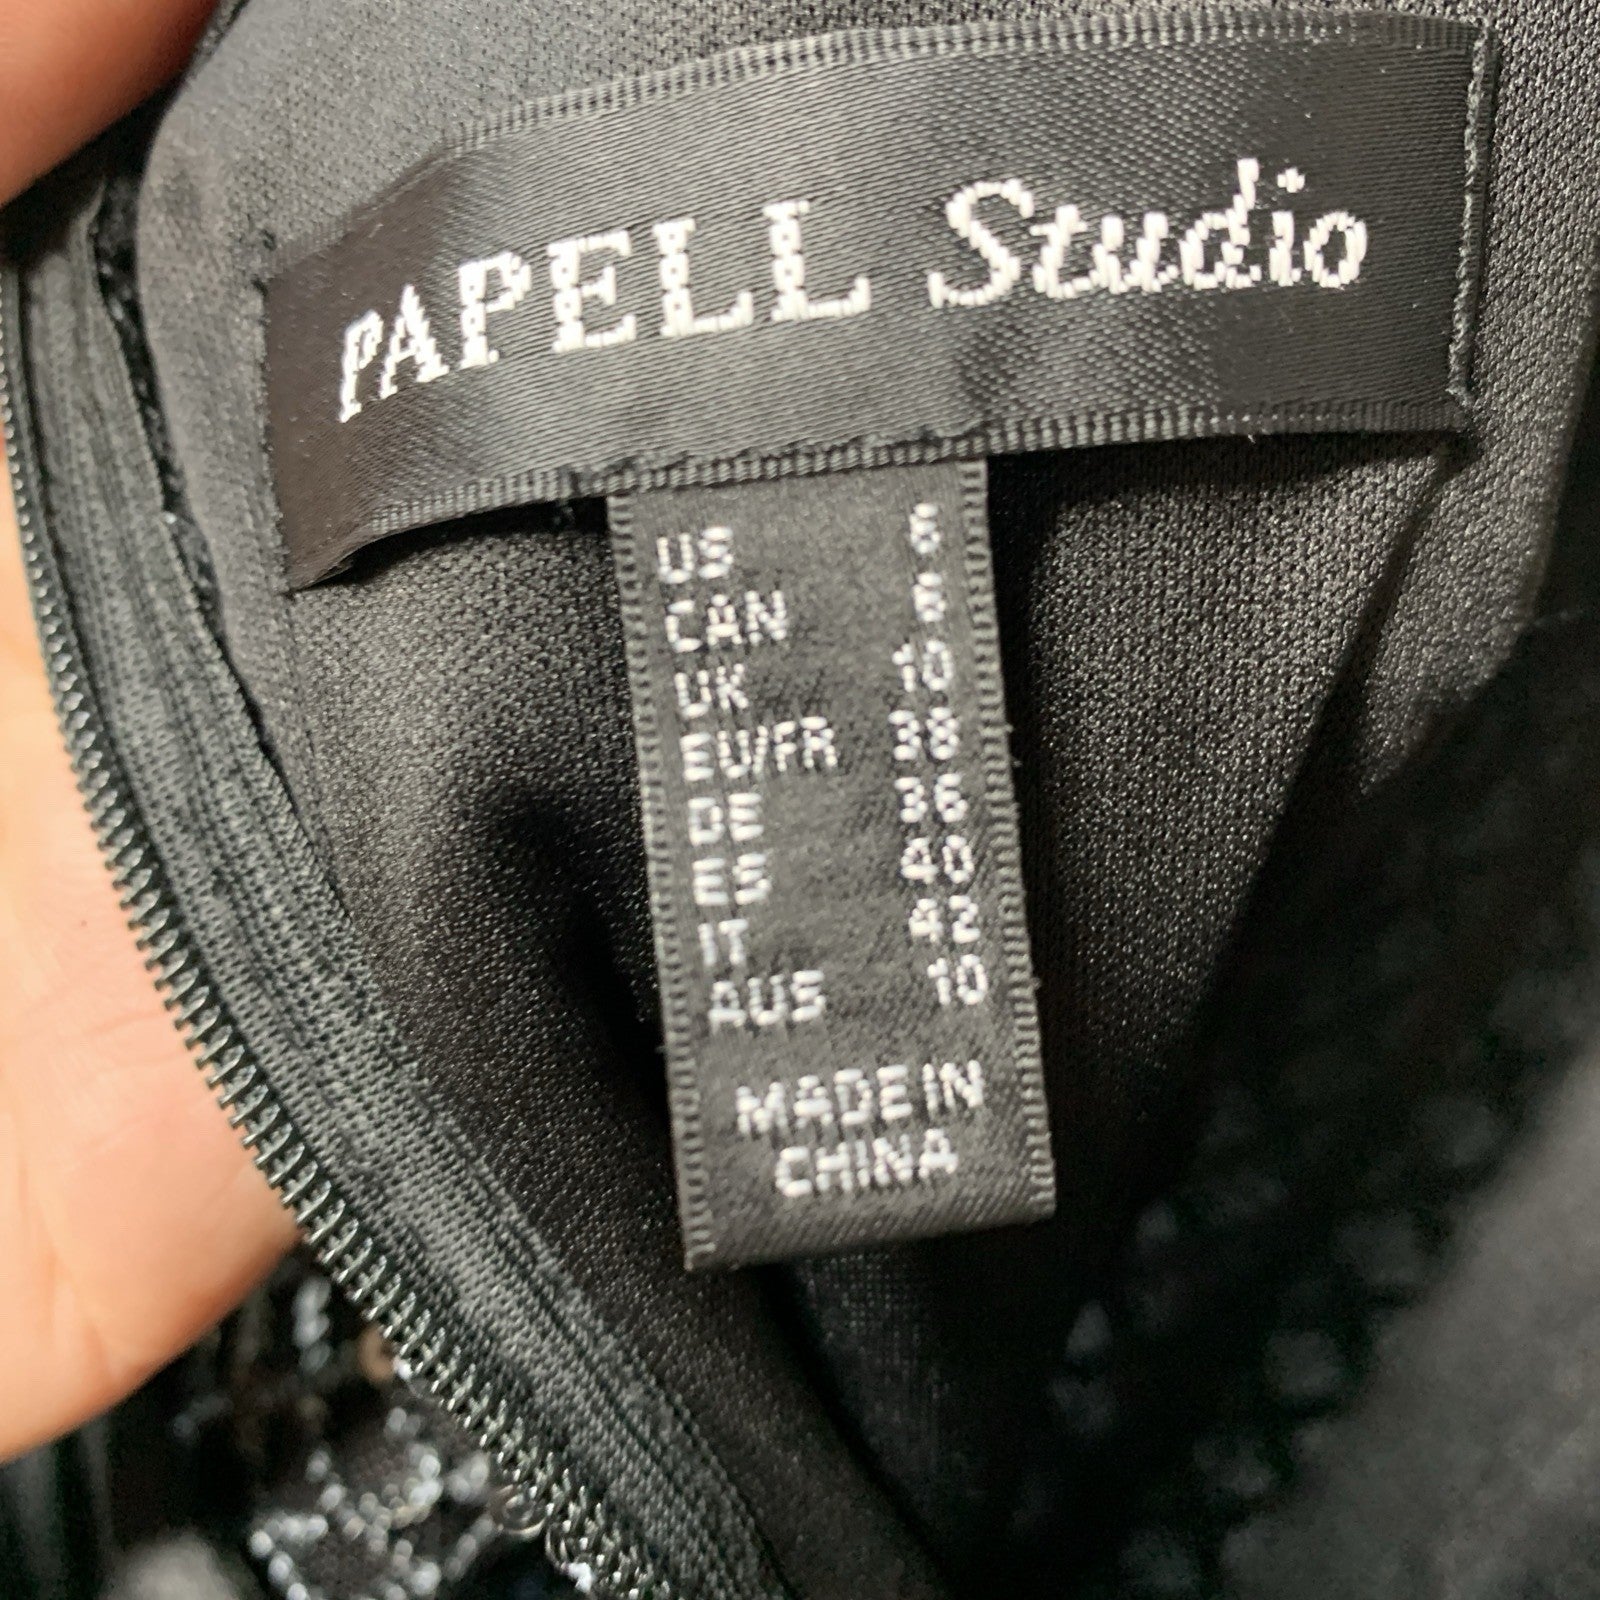 PAPELL Studio
US 6
CAN 6
UK 10
EU/FR 38
DE 36
ES 40
IT 42
AUS 10
MADE IN
CHINA